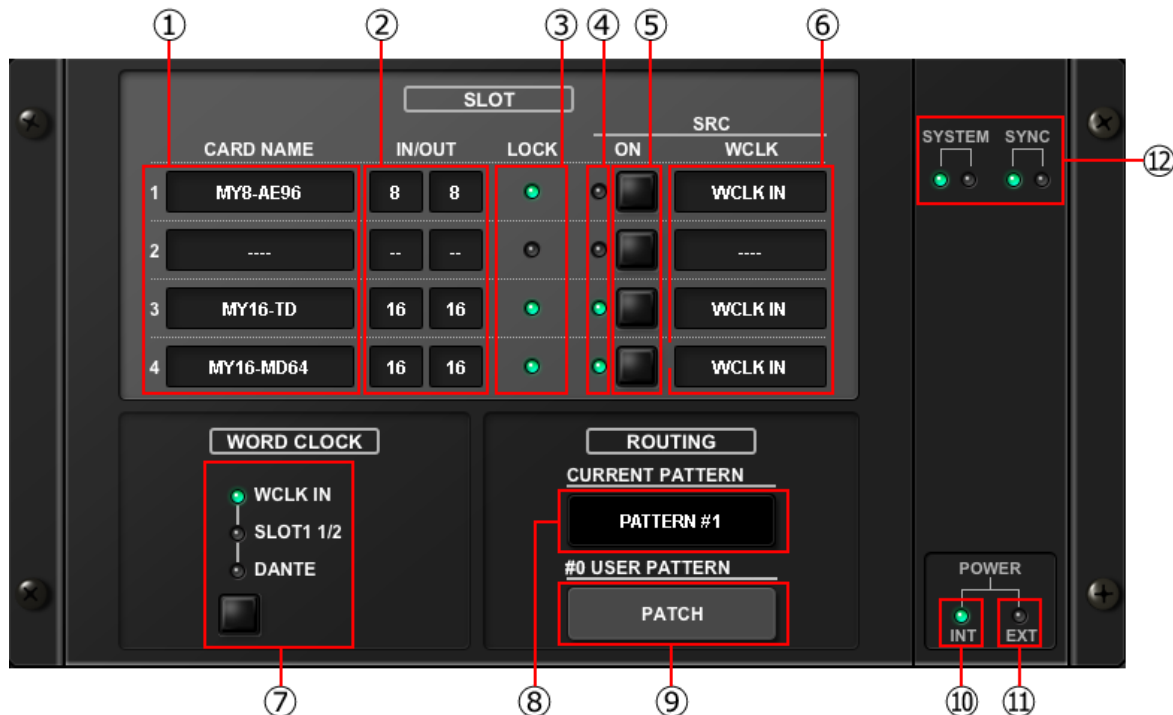 ① ② ③ ④ ⑤ ⑥
SLOT
SRC
CARD NAME IN/OUT LOCK ON WCLK
1 MY8-AE96 8 8 WCLK IN
2 ---- -- -- ----
3 MY16-TD 16 16 WCLK IN
4 MY16-MD64 16 16 WCLK IN
SYSTEM SYNC
⑫
WORD CLOCK
WCLK IN
SLOT1 1/2
DANTE
ROUTING
CURRENT PATTERN
PATTERN #1
#0 USER PATTERN
PATCH
POWER
INT EXT
⑦ ⑧ ⑨ ⑩ ⑪